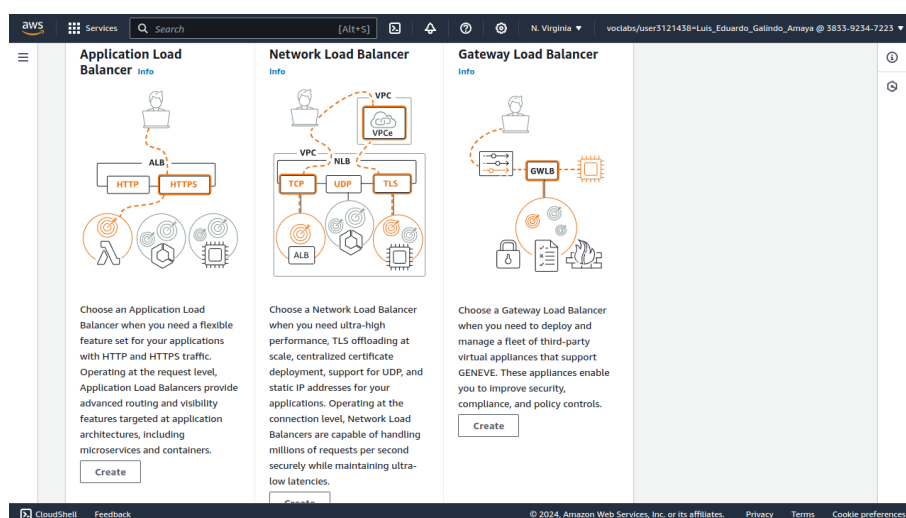 aws
Services
Search
[Alt+S]
N. Virginia
voclabs/user3121438=Luis_Eduardo_Galindo_Amaya @ 3833-9234-7223
Application Load
Balancer Info
ALB
HTTP
HTTPS
Choose an Application Load
Balancer when you need a flexible
feature set for your applications
with HTTP and HTTPS traffic.
Operating at the request level,
Application Load Balancers provide
advanced routing and visibility
features targeted at application
architectures, including
microservices and containers.
Create
Network Load Balancer
Info
VPC
VPCe
VPC
NLB
TCP
UDP
TLS
ALB
Choose a Network Load Balancer
when you need ultra-high
performance, TLS offloading at
scale, centralized certificate
deployment, support for UDP, and
static IP addresses for your
applications. Operating at the
connection level, Network Load
Balancers are capable of handling
millions of requests per second
securely while maintaining ultra-
low latencies.
Create
Gateway Load Balancer
Info
GWLB
Choose a Gateway Load Balancer
when you need to deploy and
manage a fleet of third-party
virtual appliances that support
GENEVE. These appliances enable
you to improve security,
compliance, and policy controls.
Create
CloudShell
Feedback
© 2024, Amazon Web Services, Inc. or its affiliates.
Privacy
Terms
Cookie preferences